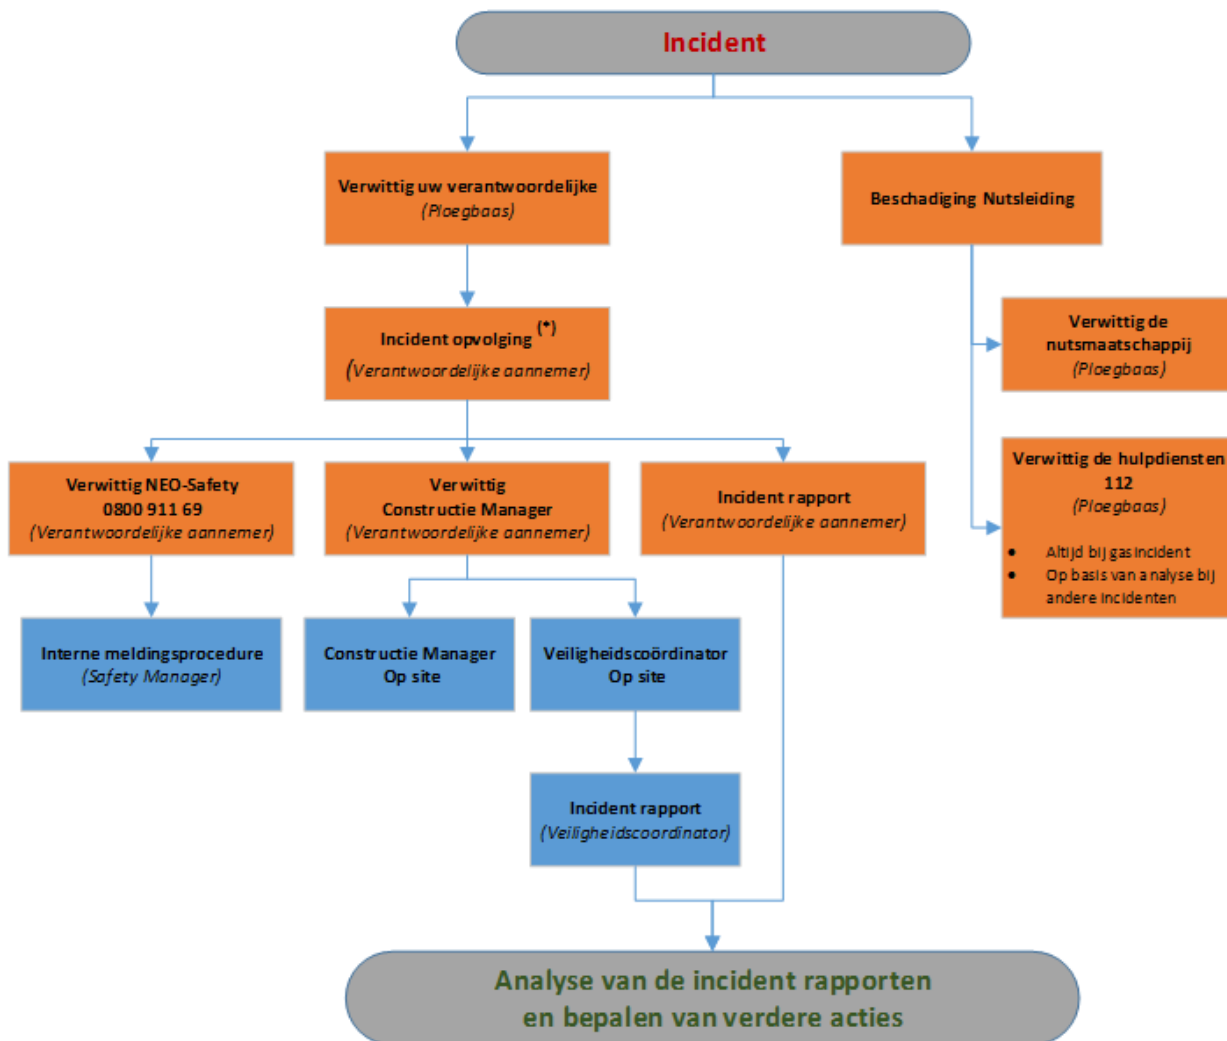 Incident
Verwittig uw verantwoordelijke
(Ploegbaas)
Beschadiging Nutsleiding
Incident opvolging (*)
(Verantwoordelijke aannemer)
Verwittig de
nutsmaatschappij
(Ploegbaas)
Verwittig NEO-Safety
0800 911 69
(Verantwoordelijke aannemer)
Verwittig
Constructie Manager
(Verantwoordelijke aannemer)
Incident rapport
(Verantwoordelijke aannemer)
Verwittig de hulpdiensten
112
(Ploegbaas)
• Altijd bij gasincident
• Op basis van analyse bij
andere incidenten
Interne meldingsprocedure
(Safety Manager)
Constructie Manager
Op site
Veiligheidscoördinator
Op site
Incident rapport
(Veiligheidscoordinator)
Analyse van de incident rapporten
en bepalen van verdere acties